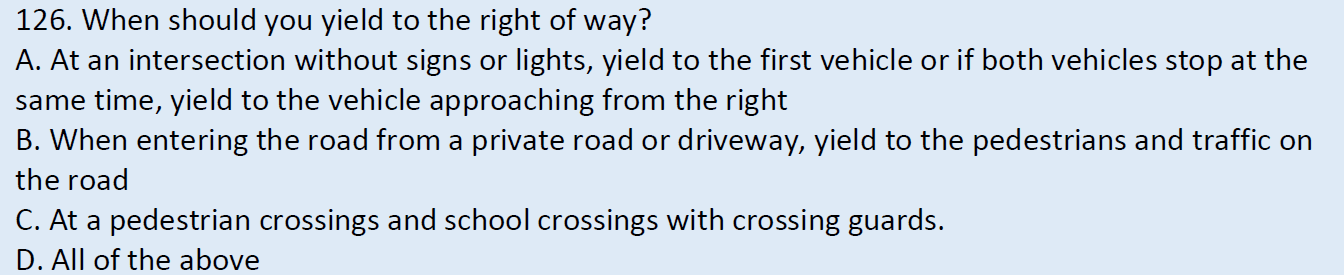 126. When should you yield to the right of way?
A. At an intersection without signs or lights, yield to the first vehicle or if both vehicles stop at the
same time, yield to the vehicle approaching from the right
B. When entering the road from a private road or driveway, yield to the pedestrians and traffic on
the road
C. At a pedestrian crossings and school crossings with crossing guards.
D. All of the above